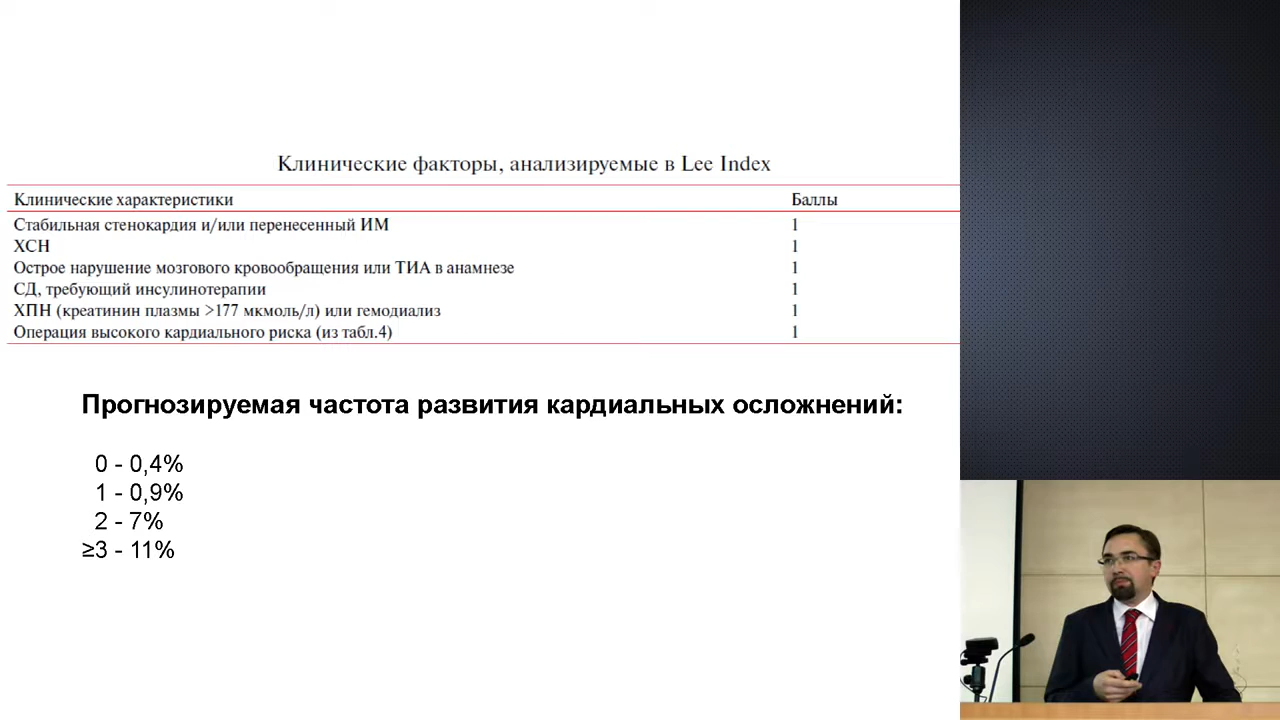 Клинические факторы, анализируемые в Lee Index
Клинические характеристики Баллы
Стабильная стенокардия и/или перенесенный ИМ 1
ХСН 1
Острое нарушение мозгового кровообращения или ТИА в анамнезе 1
СД, требующий инсулинотерапии 1
ХПН (креатинин плазмы >177 мкмоль/л) или гемодиализ 1
Операция высокого кардиального риска (из табл.4) 1
Прогнозируемая частота развития кардиальных осложнений:
0 - 0,4%
1 - 0,9%
2 - 7%
≥3 - 11%